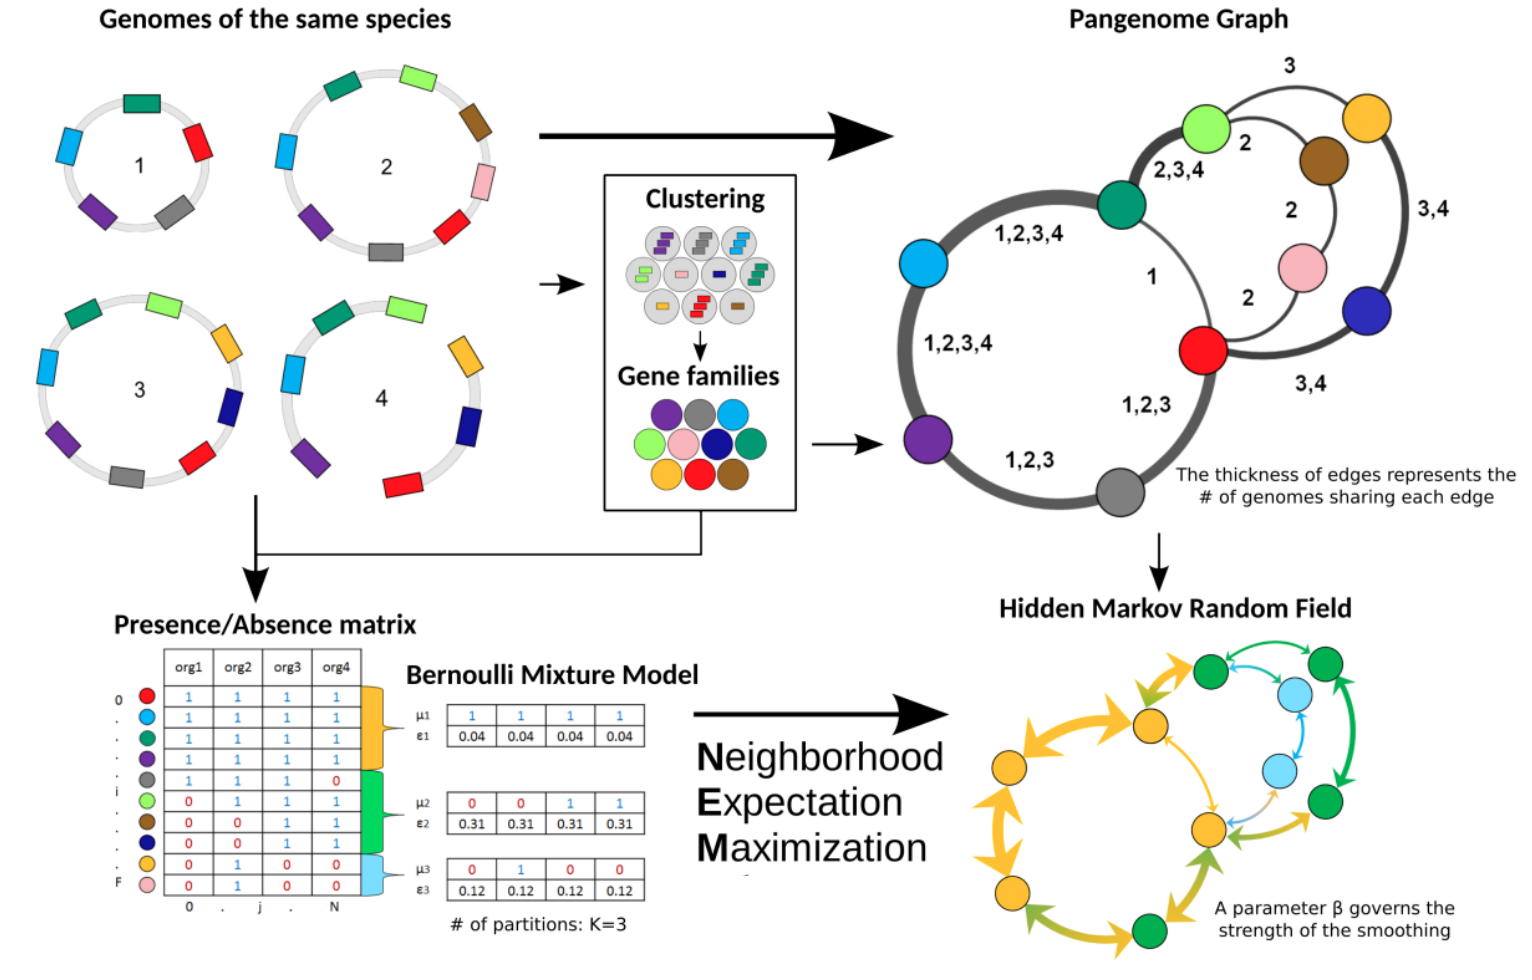 Genomes of the same species
1
2
3
4
Clustering
Gene families
Pangenome Graph
3
2
2,3,4
2
3,4
1,2,3,4
1
2
1,2,3,4
3,4
1,2,3
1,2,3
The thickness of edges represents the
# of genomes sharing each edge
Presence/Absence matrix
org1 org2 org3 org4
0 1 1 1 1
. 1 1 1 1
. 1 1 1 1
. 1 1 1 1
. 1 1 1 0
i 0 1 1 1
. 0 0 1 1
. 0 0 1 1
. 0 1 0 0
F 0 1 0 0
0 . j . N
Bernoulli Mixture Model
μ1 1 1 1 1
ε1 0.04 0.04 0.04 0.04
μ2 0 0 1 1
ε2 0.31 0.31 0.31 0.31
μ3 0 1 0 0
ε3 0.12 0.12 0.12 0.12
# of partitions: K=3
Neighborhood
Expectation
Maximization
Hidden Markov Random Field
A parameter β governs the
strength of the smoothing